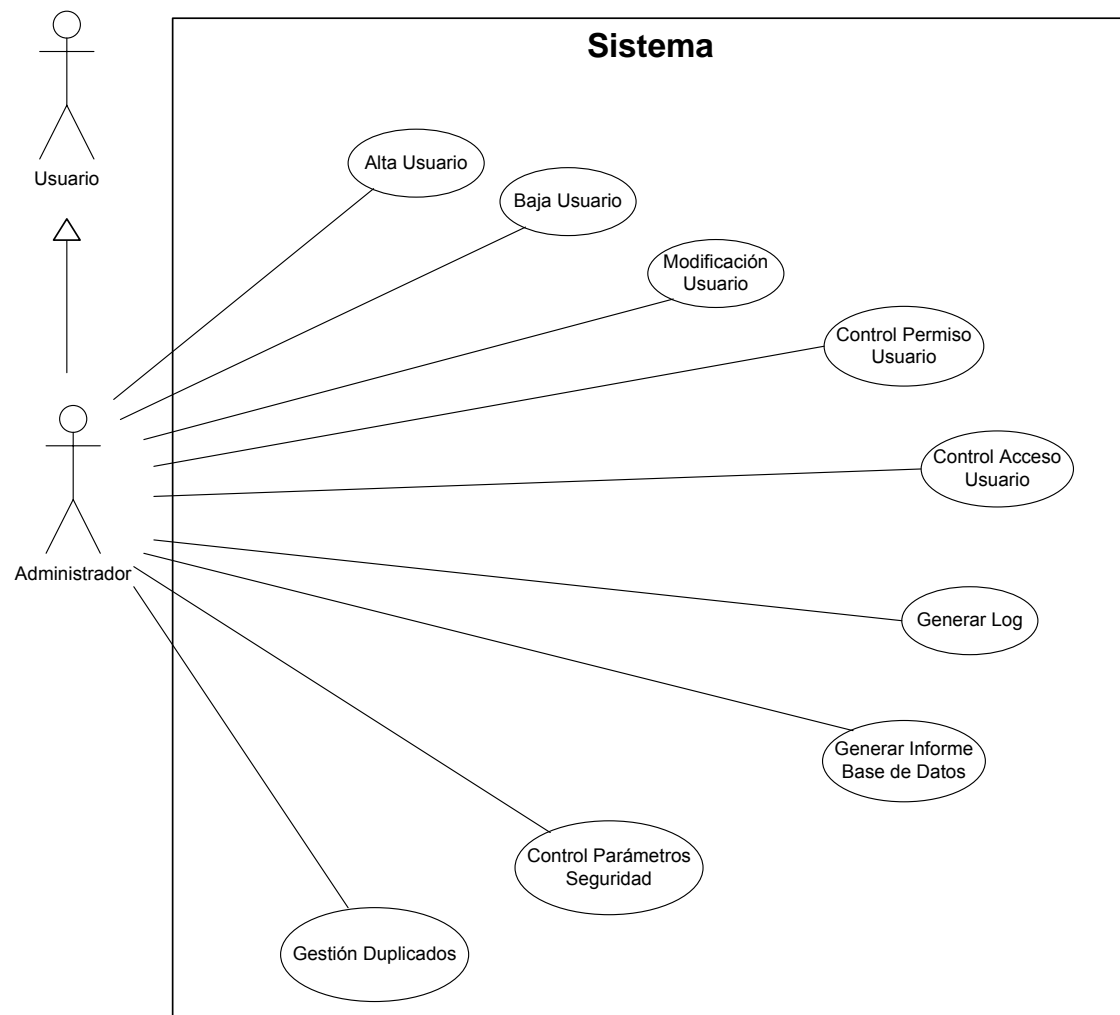 Sistema
Usuario
Alta Usuario
Baja Usuario
Modificación
Usuario
Control Permiso
Usuario
Control Acceso
Usuario
Administrador
Generar Log
Generar Informe
Base de Datos
Control Parámetros
Seguridad
Gestión Duplicados